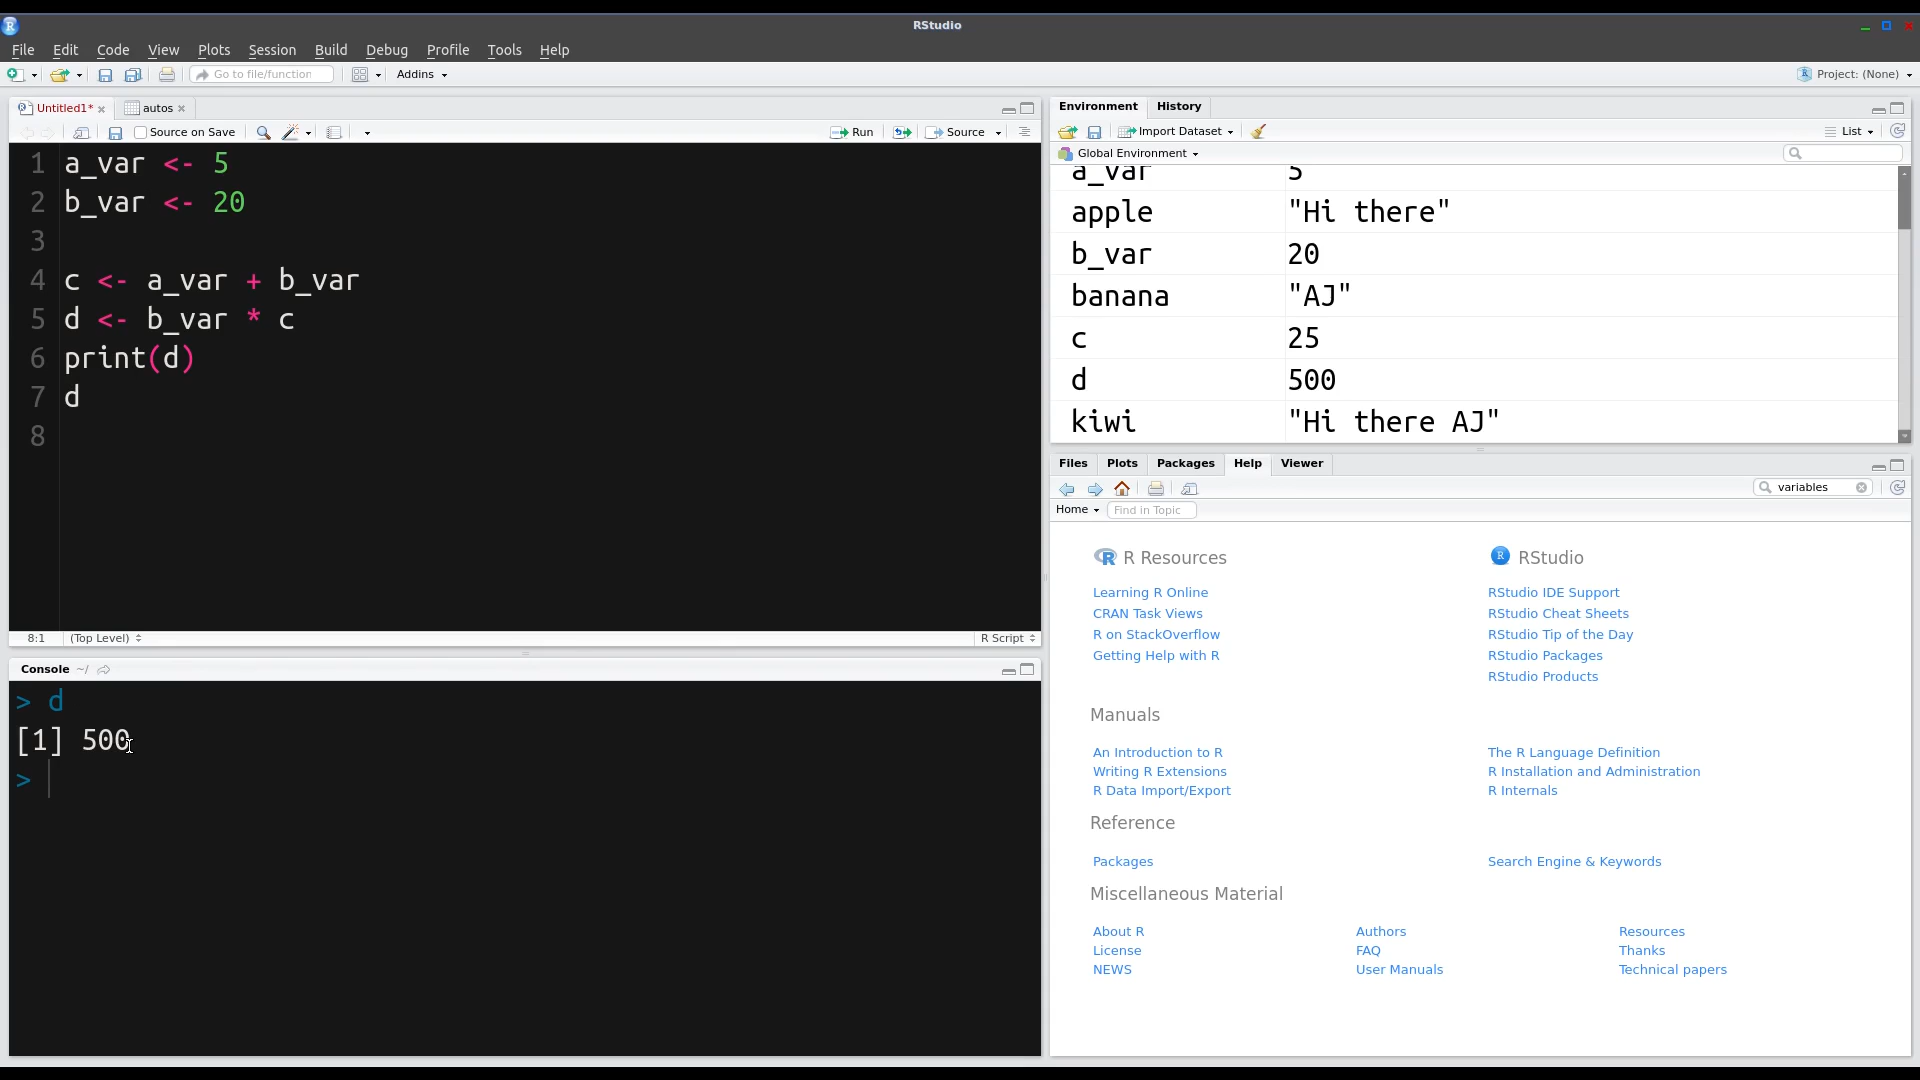 RStudio
File Edit Code View Plots Session Build Debug Profile Tools Help
Go to file/function Addins Project: (None)
Untitled1* autos
Source on Save Run Source
1 a_var <- 5
2 b_var <- 20
3
4 c <- a_var + b_var
5 d <- b_var * c
6 print(d)
7 d
8
8:1 (Top Level) R Script
Console ~/
> d
[1] 500
>
Environment History
Import Dataset List
Global Environment
a_var 5
apple "Hi there"
b_var 20
banana "AJ"
c 25
d 500
kiwi "Hi there AJ"
Files Plots Packages Help Viewer
variables
Home Find in Topic
R Resources
Learning R Online
CRAN Task Views
R on StackOverflow
Getting Help with R
RStudio
RStudio IDE Support
RStudio Cheat Sheets
RStudio Tip of the Day
RStudio Packages
RStudio Products
Manuals
An Introduction to R
Writing R Extensions
R Data Import/Export
The R Language Definition
R Installation and Administration
R Internals
Reference
Packages
Search Engine & Keywords
Miscellaneous Material
About R
License
NEWS
Authors
FAQ
User Manuals
Resources
Thanks
Technical papers